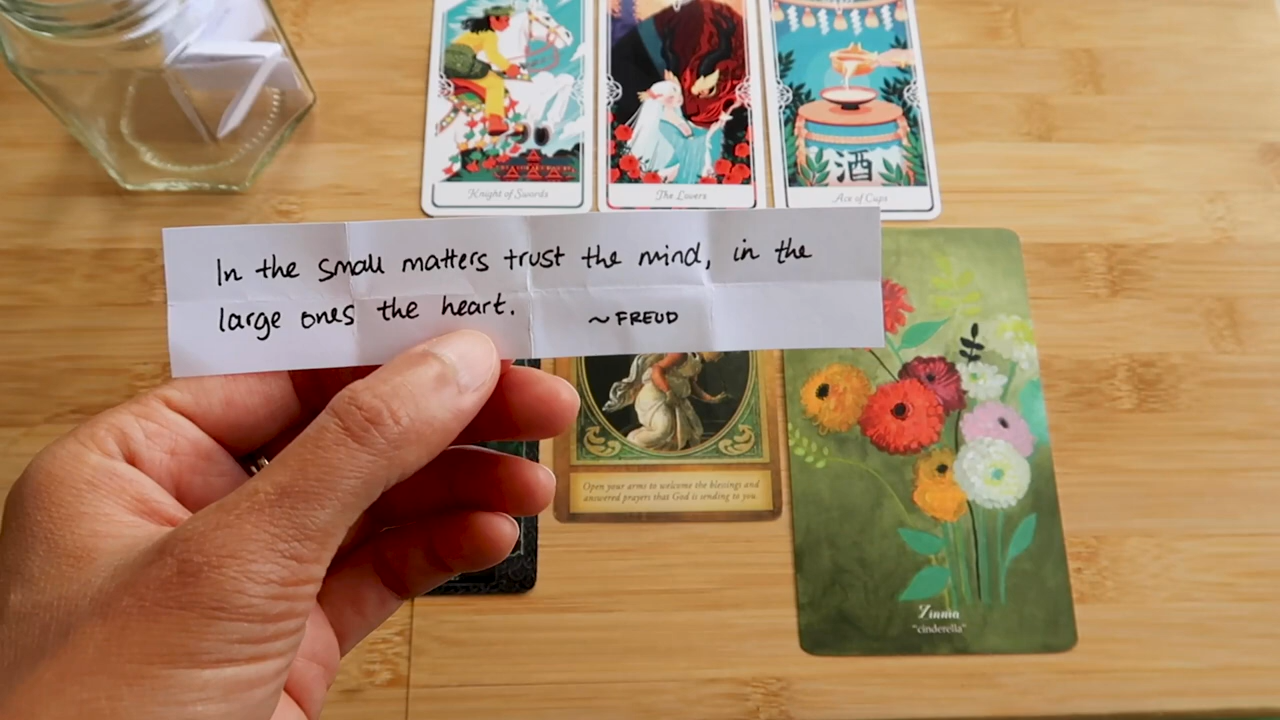 Knight of Swords
The Lovers
Ace of Cups
酒
In the small matters trust the mind, in the
large ones the heart.
~FREUD
Open your arms to welcome the blessings and
answered prayers that God is sending to you.
Zinnia
"cinderella"